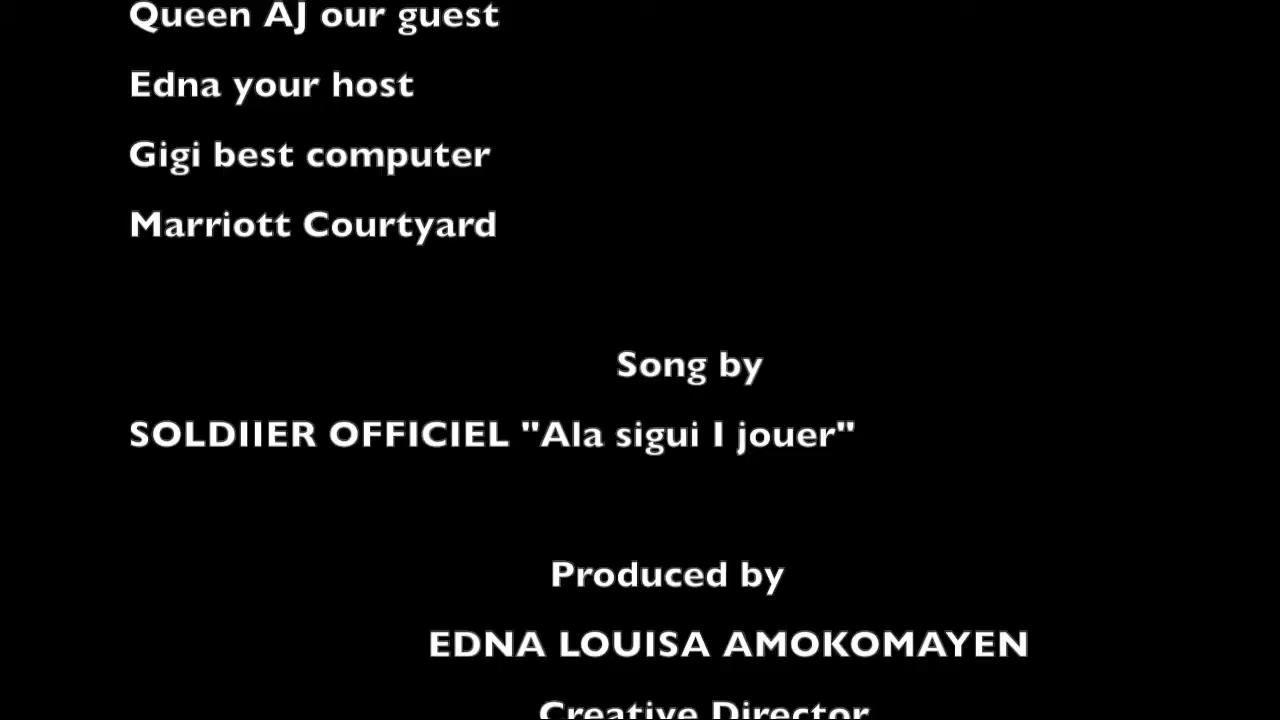 Queen AJ our guest
Edna your host
Gigi best computer
Marriott Courtyard
Song by
SOLDIIER OFFICIEL "Ala sigui I jouer"
Produced by
EDNA LOUISA AMOKOMAYEN
Creative Director